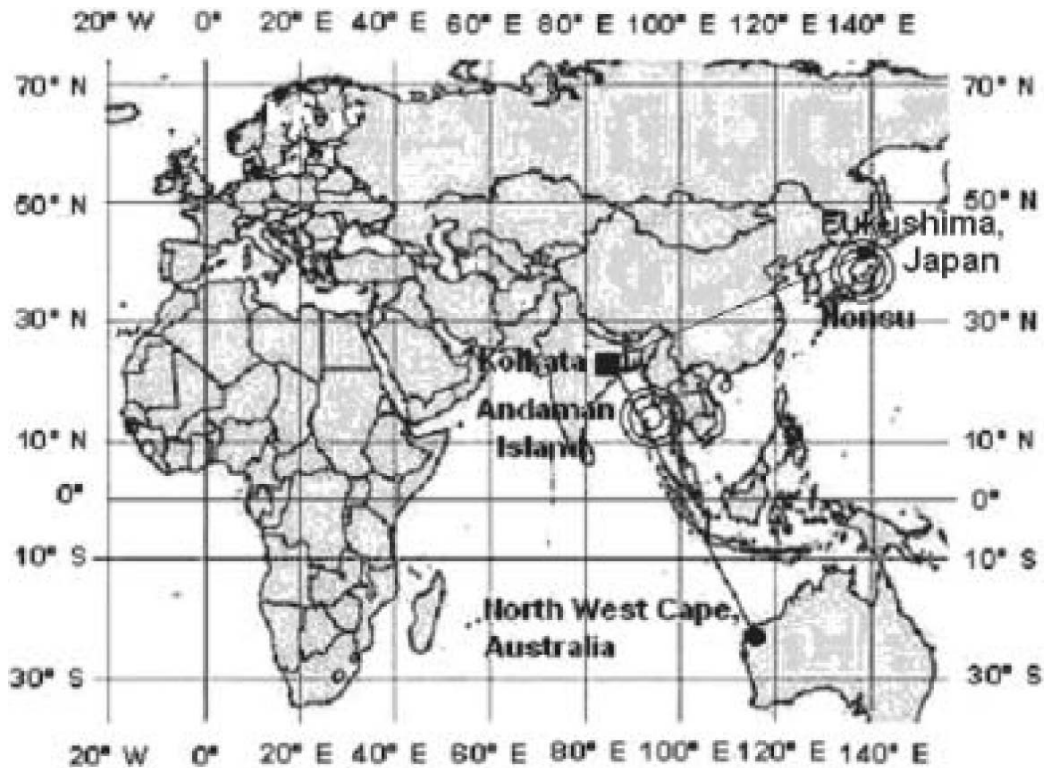 20° W 0° 20° E 40° E 60° E 80° E 100° E 120° E 140° E
70° N 70° N
50° N 50° N
Fukushima,
Japan
30° N Honsu 30° N
Kolkata
Andaman
Island
10° N 10° N
0° 0°
10° S 10° S
North West Cape,
Australia
30° S 30° S
20° W 0° 20° E 40° E 60° E 80° E 100° E 120° E 140° E